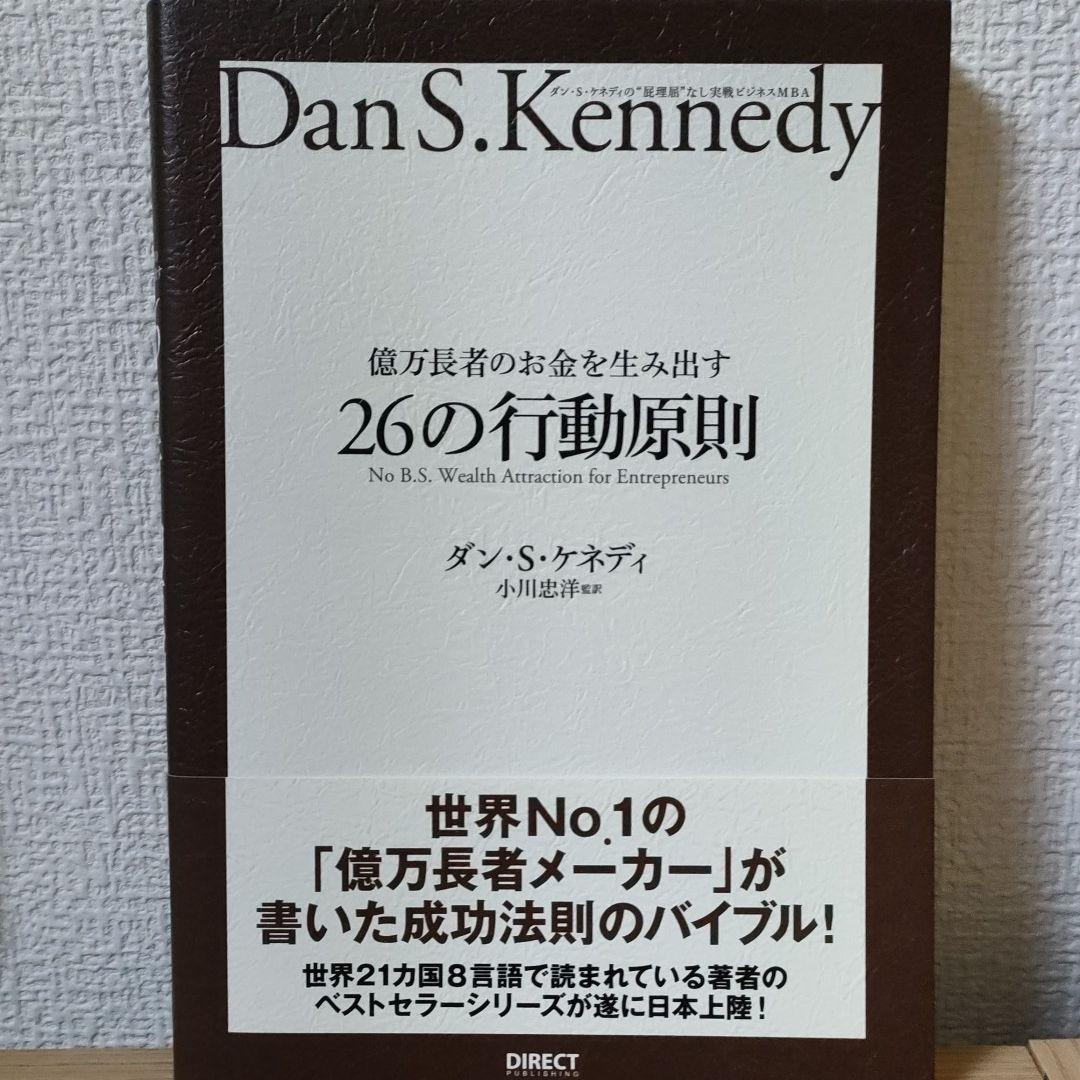 ダン・S・ケネディの“屁理屈”なし実戦ビジネスMBA
Dan S. Kennedy
億万長者のお金を生み出す
26の行動原則
No B.S. Wealth Attraction for Entrepreneurs
ダン・S・ケネディ
小川忠洋監訳
世界No.1の
「億万長者メーカー」が
書いた成功法則のバイブル！
世界21カ国8言語で読まれている著者の
ベストセラーシリーズが遂に日本上陸！
DIRECT
PUBLISHING